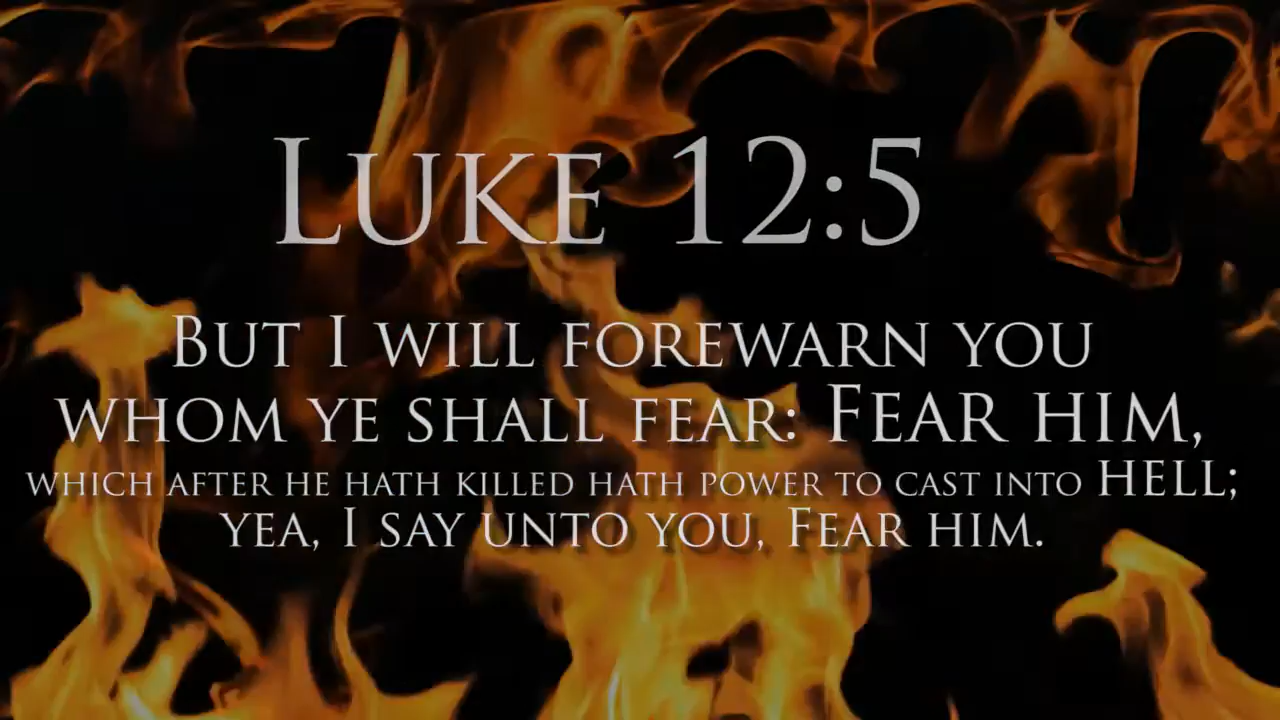 Luke 12:5
But I will forewarn you
whom ye shall fear: Fear him,
which after he hath killed hath power to cast into HELL;
yea, I say unto you, Fear him.